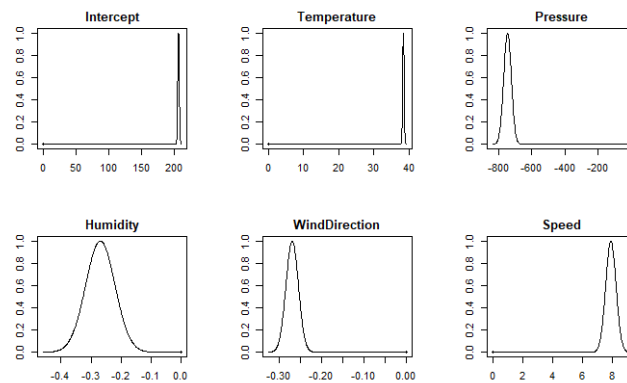 Intercept
0.0 0.2 0.4 0.6 0.8 1.0
0 50 100 150 200
Temperature
0.0 0.2 0.4 0.6 0.8 1.0
0 10 20 30 40
Pressure
0.0 0.2 0.4 0.6 0.8 1.0
-800 -600 -400 -200 0
Humidity
0.0 0.2 0.4 0.6 0.8 1.0
-0.4 -0.3 -0.2 -0.1 0.0
WindDirection
0.0 0.2 0.4 0.6 0.8 1.0
-0.30 -0.20 -0.10 0.00
Speed
0.0 0.2 0.4 0.6 0.8 1.0
0 2 4 6 8